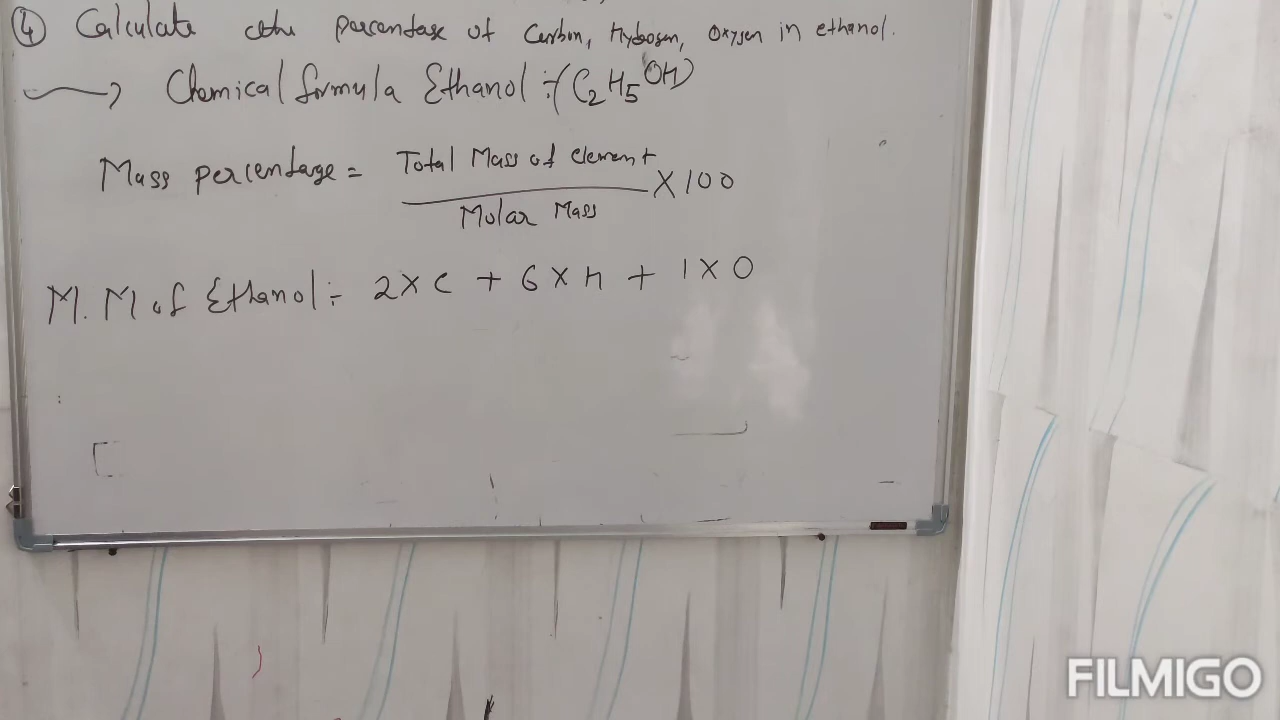 ④ Calculate the percentage of Carbon, Hydrogen, Oxygen in ethanol.
Chemical formula Ethanol :- (C₂H₅OH)
Mass percentage = Total Mass of element / Molar Mass X 100
M. M of Ethanol :- 2 X C + 6 X H + 1 X O
FILMIGO